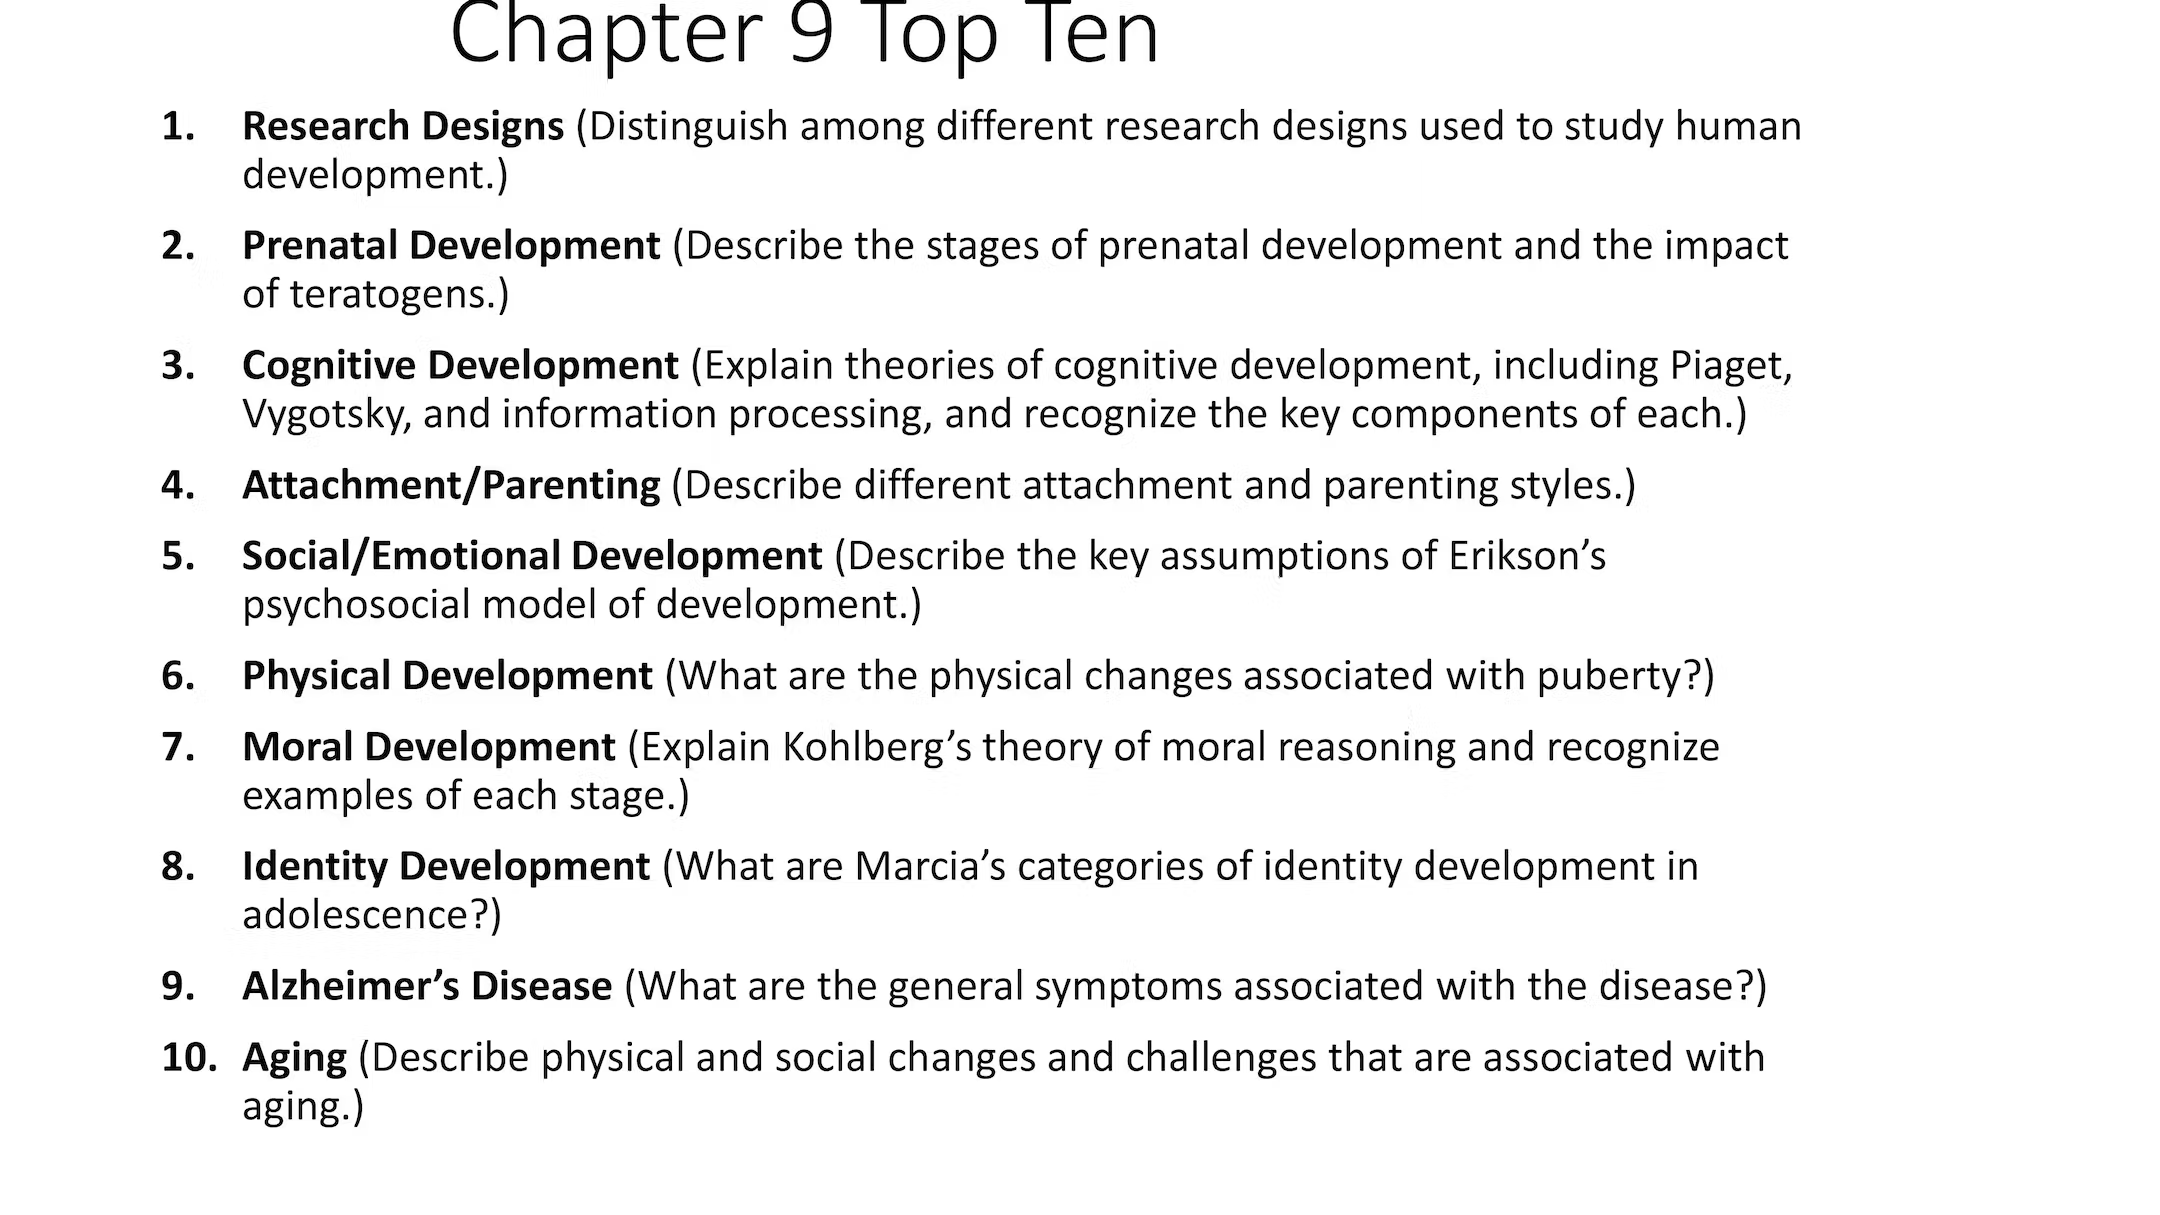 Chapter 9 Top Ten
1. Research Designs (Distinguish among different research designs used to study human
development.)
2. Prenatal Development (Describe the stages of prenatal development and the impact
of teratogens.)
3. Cognitive Development (Explain theories of cognitive development, including Piaget,
Vygotsky, and information processing, and recognize the key components of each.)
4. Attachment/Parenting (Describe different attachment and parenting styles.)
5. Social/Emotional Development (Describe the key assumptions of Erikson’s
psychosocial model of development.)
6. Physical Development (What are the physical changes associated with puberty?)
7. Moral Development (Explain Kohlberg’s theory of moral reasoning and recognize
examples of each stage.)
8. Identity Development (What are Marcia’s categories of identity development in
adolescence?)
9. Alzheimer’s Disease (What are the general symptoms associated with the disease?)
10. Aging (Describe physical and social changes and challenges that are associated with
aging.)